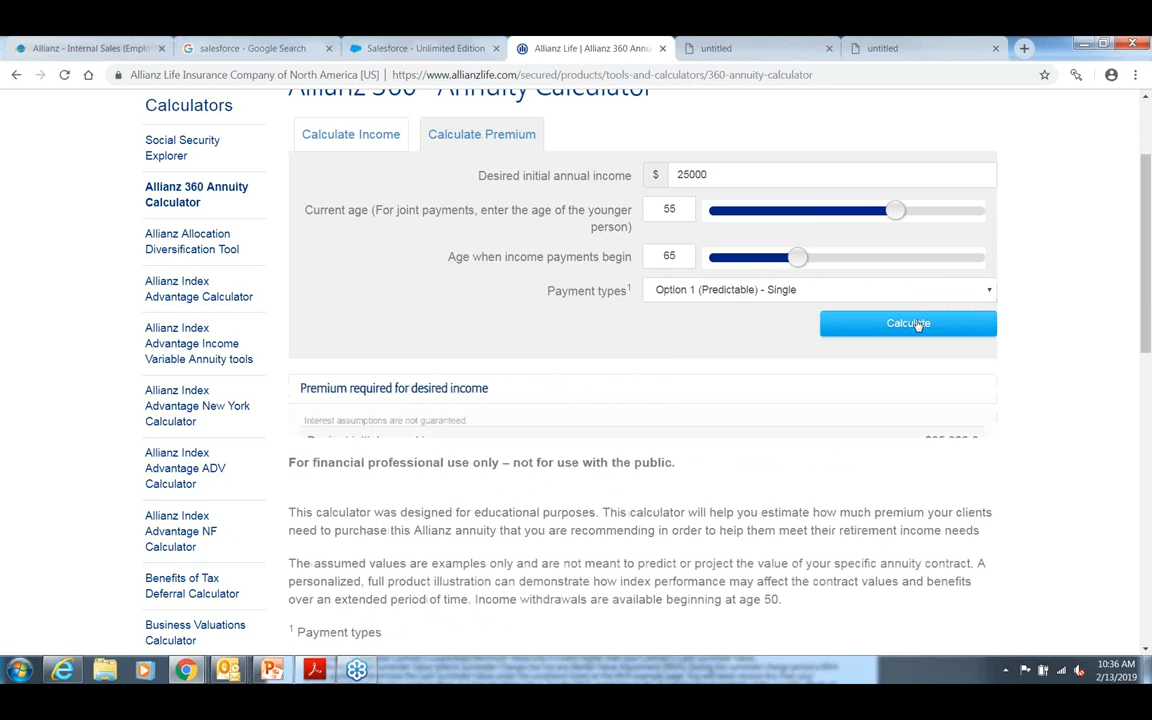 Allianz - Internal Sales (Emplo
salesforce - Google Search
Salesforce - Unlimited Edition
Allianz Life | Allianz 360 Annu
untitled
untitled
Allianz Life Insurance Company of North America [US] | https://www.allianzlife.com/secured/products/tools-and-calculators/360-annuity-calculator
Allianz 360℠ Annuity Calculator
Calculators
Social Security
Explorer
Allianz 360 Annuity
Calculator
Allianz Allocation
Diversification Tool
Allianz Index
Advantage Calculator
Allianz Index
Advantage Income
Variable Annuity tools
Allianz Index
Advantage New York
Calculator
Allianz Index
Advantage ADV
Calculator
Allianz Index
Advantage NF
Calculator
Benefits of Tax
Deferral Calculator
Business Valuations
Calculator
Calculate Income
Calculate Premium
Desired initial annual income
$ 25000
Current age (For joint payments, enter the age of the younger
person)
55
Age when income payments begin
65
Payment types1
Option 1 (Predictable) - Single
Calculate
Premium required for desired income
Interest assumptions are not guaranteed
For financial professional use only – not for use with the public.
This calculator was designed for educational purposes. This calculator will help you estimate how much premium your clients
need to purchase this Allianz annuity that you are recommending in order to help them meet their retirement income needs
The assumed values are examples only and are not meant to predict or project the value of your specific annuity contract. A
personalized, full product illustration can demonstrate how index performance may affect the contract values and benefits
over an extended period of time. Income withdrawals are available beginning at age 50.
1 Payment types
10:36 AM
2/13/2019